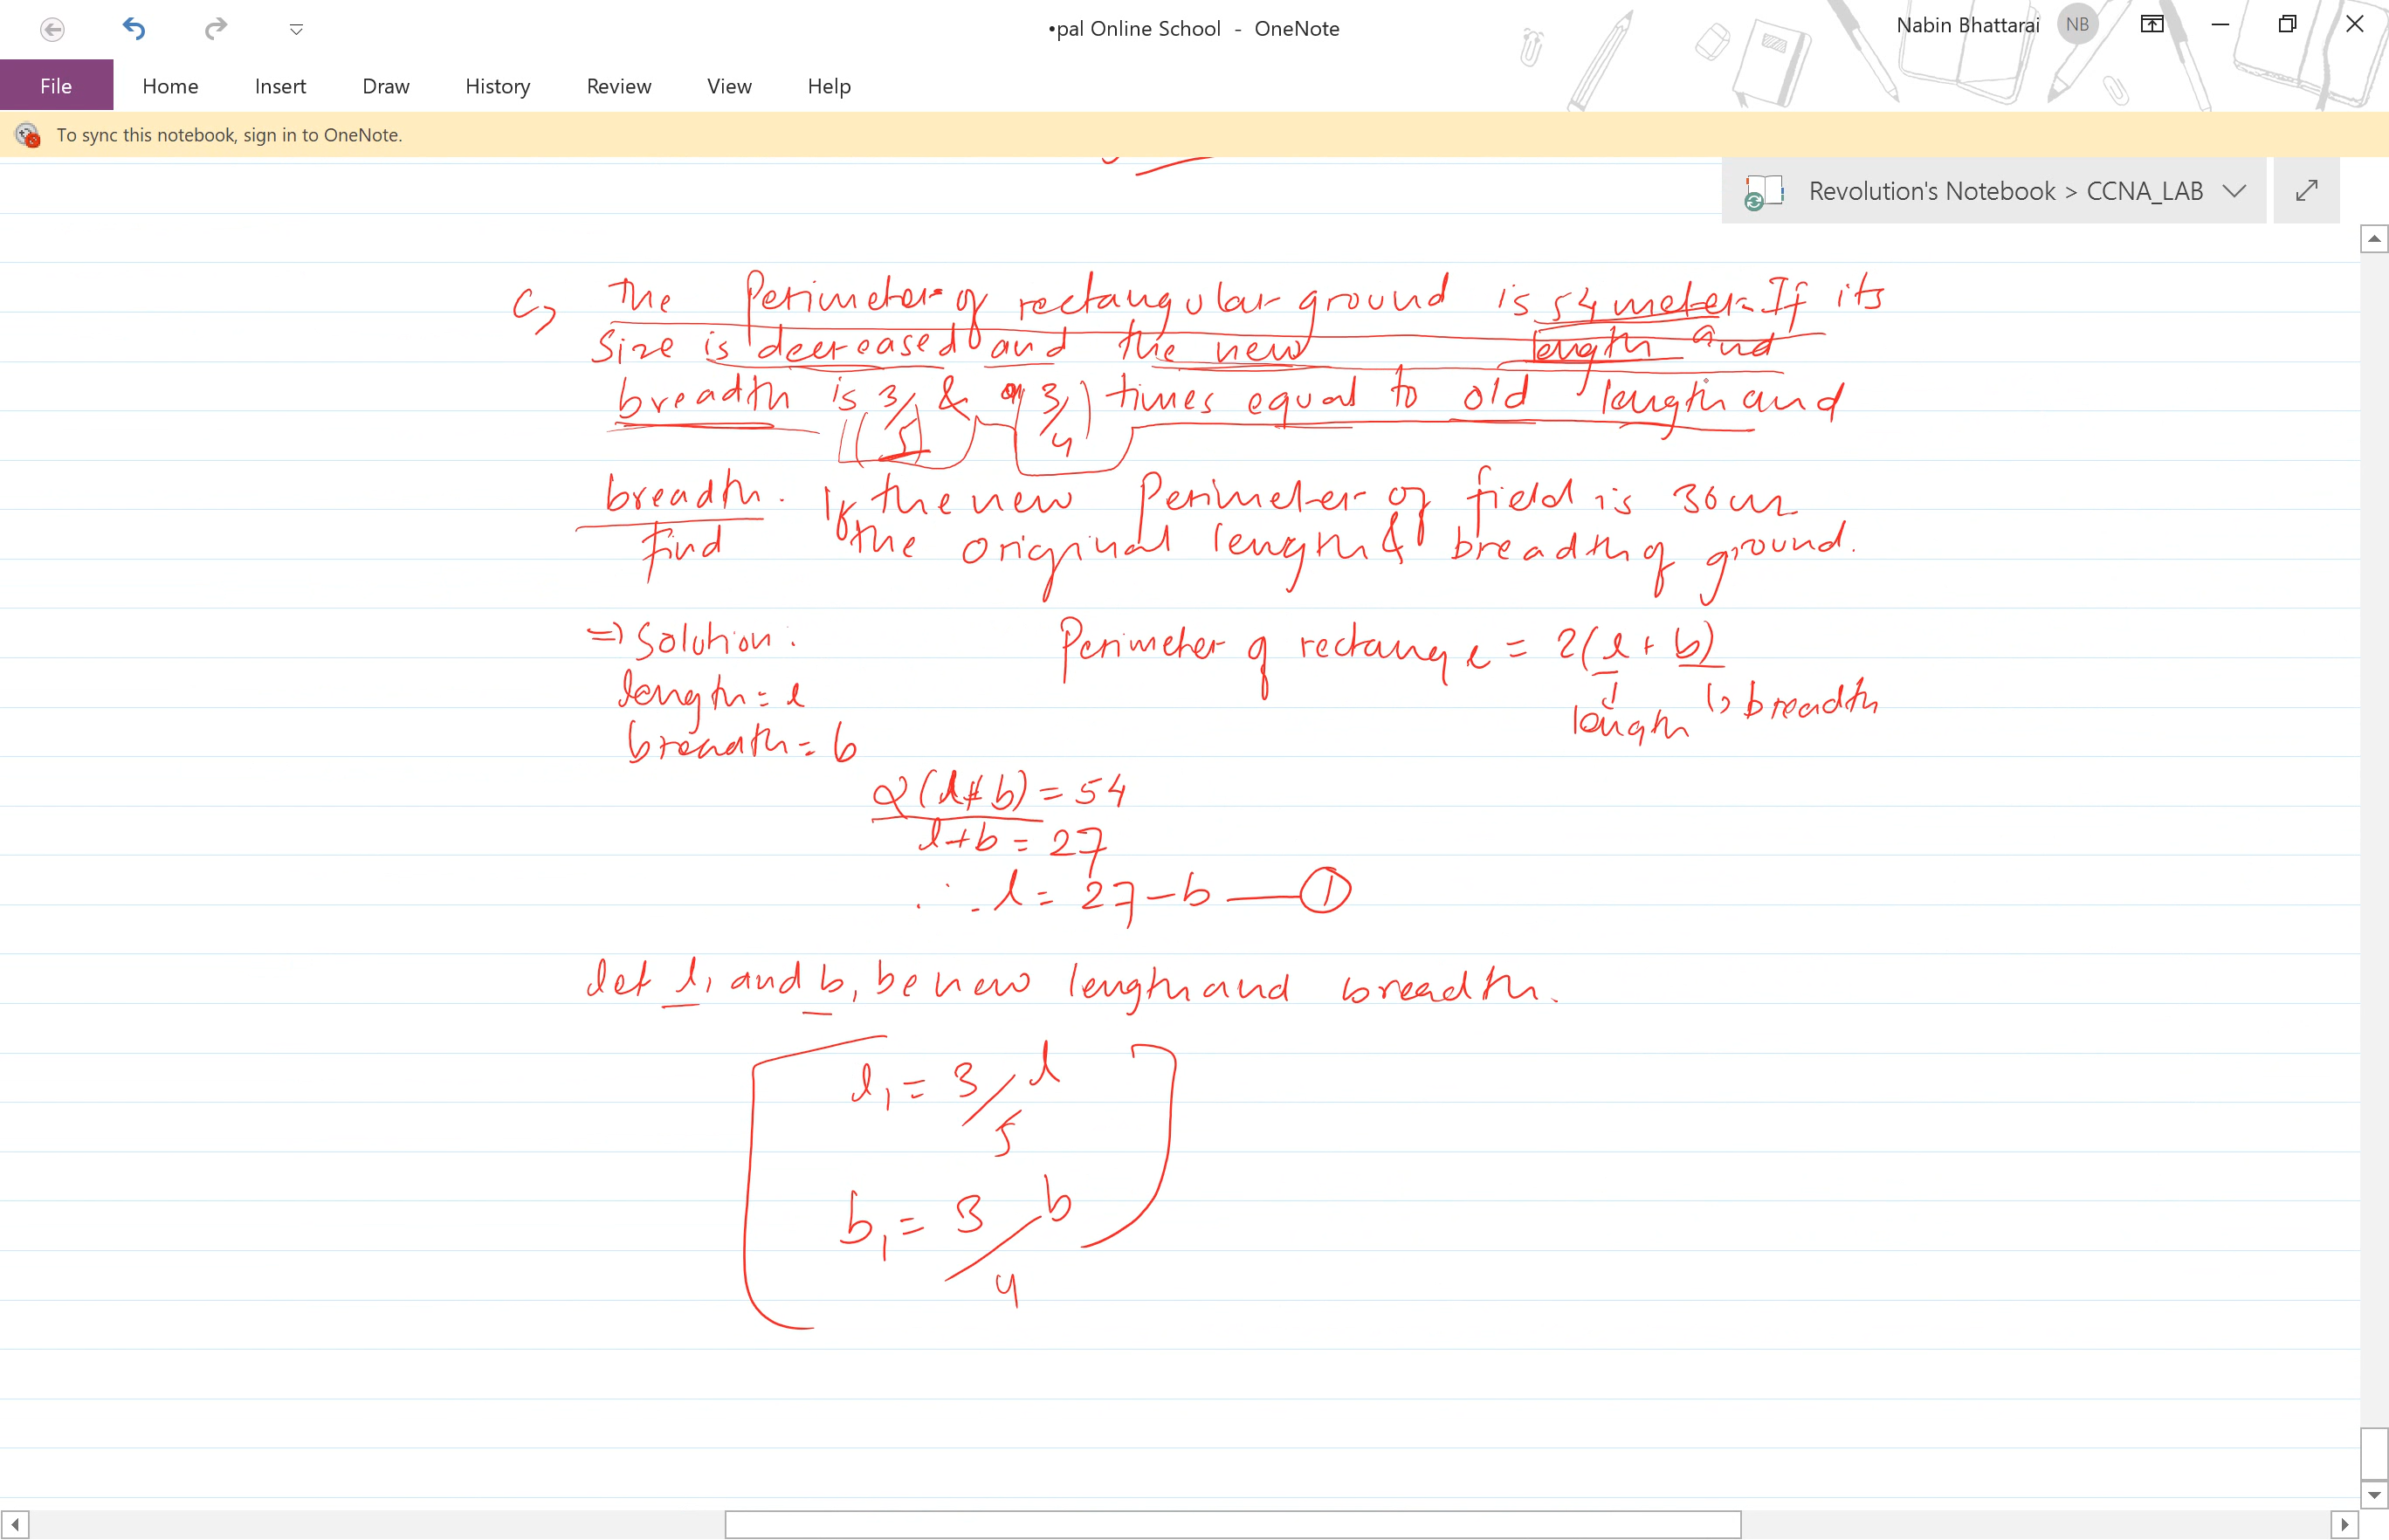 •pal Online School - OneNote
Nabin Bhattarai NB
File Home Insert Draw History Review View Help
To sync this notebook, sign in to OneNote.
Revolution's Notebook > CCNA_LAB
c, The Perimeter of rectangular ground is 54 meter. If its
Size is decreased and the new length and
breadth is 3/5 & 3/4 times equal to old length and
breadth. If the new Perimeter of field is 36 m
Find the original length & breadth of ground.
=) Solution: Perimeter of rectangle = 2(l + b)
length = l length breadth
breadth = b
2(l+b) = 54
l+b = 27
∴ l = 27-b —①
let l₁ and b₁ be new length and breadth.
l₁ = 3/5 l
b₁ = 3/4 b